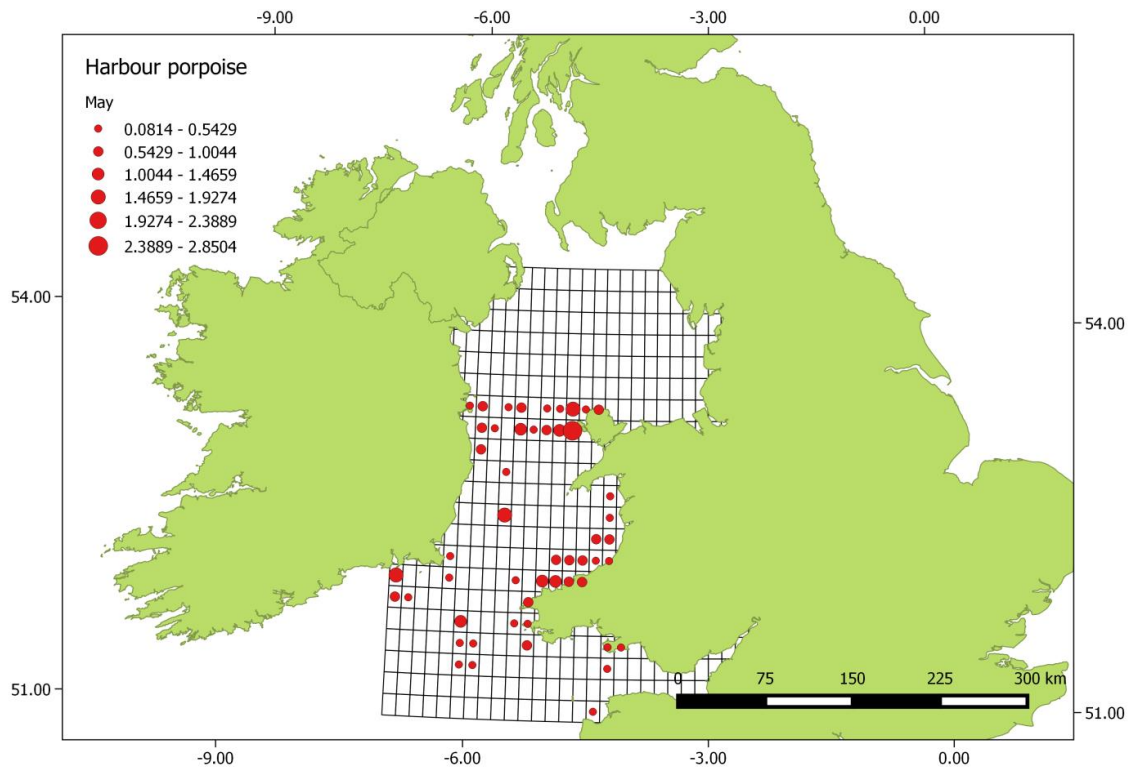 -9.00 -6.00 -3.00 0.00
Harbour porpoise
May
0.0814 - 0.5429
0.5429 - 1.0044
1.0044 - 1.4659
1.4659 - 1.9274
1.9274 - 2.3889
2.3889 - 2.8504
54.00
54.00
0 75 150 225 300 km
51.00
51.00
-9.00 -6.00 -3.00 0.00